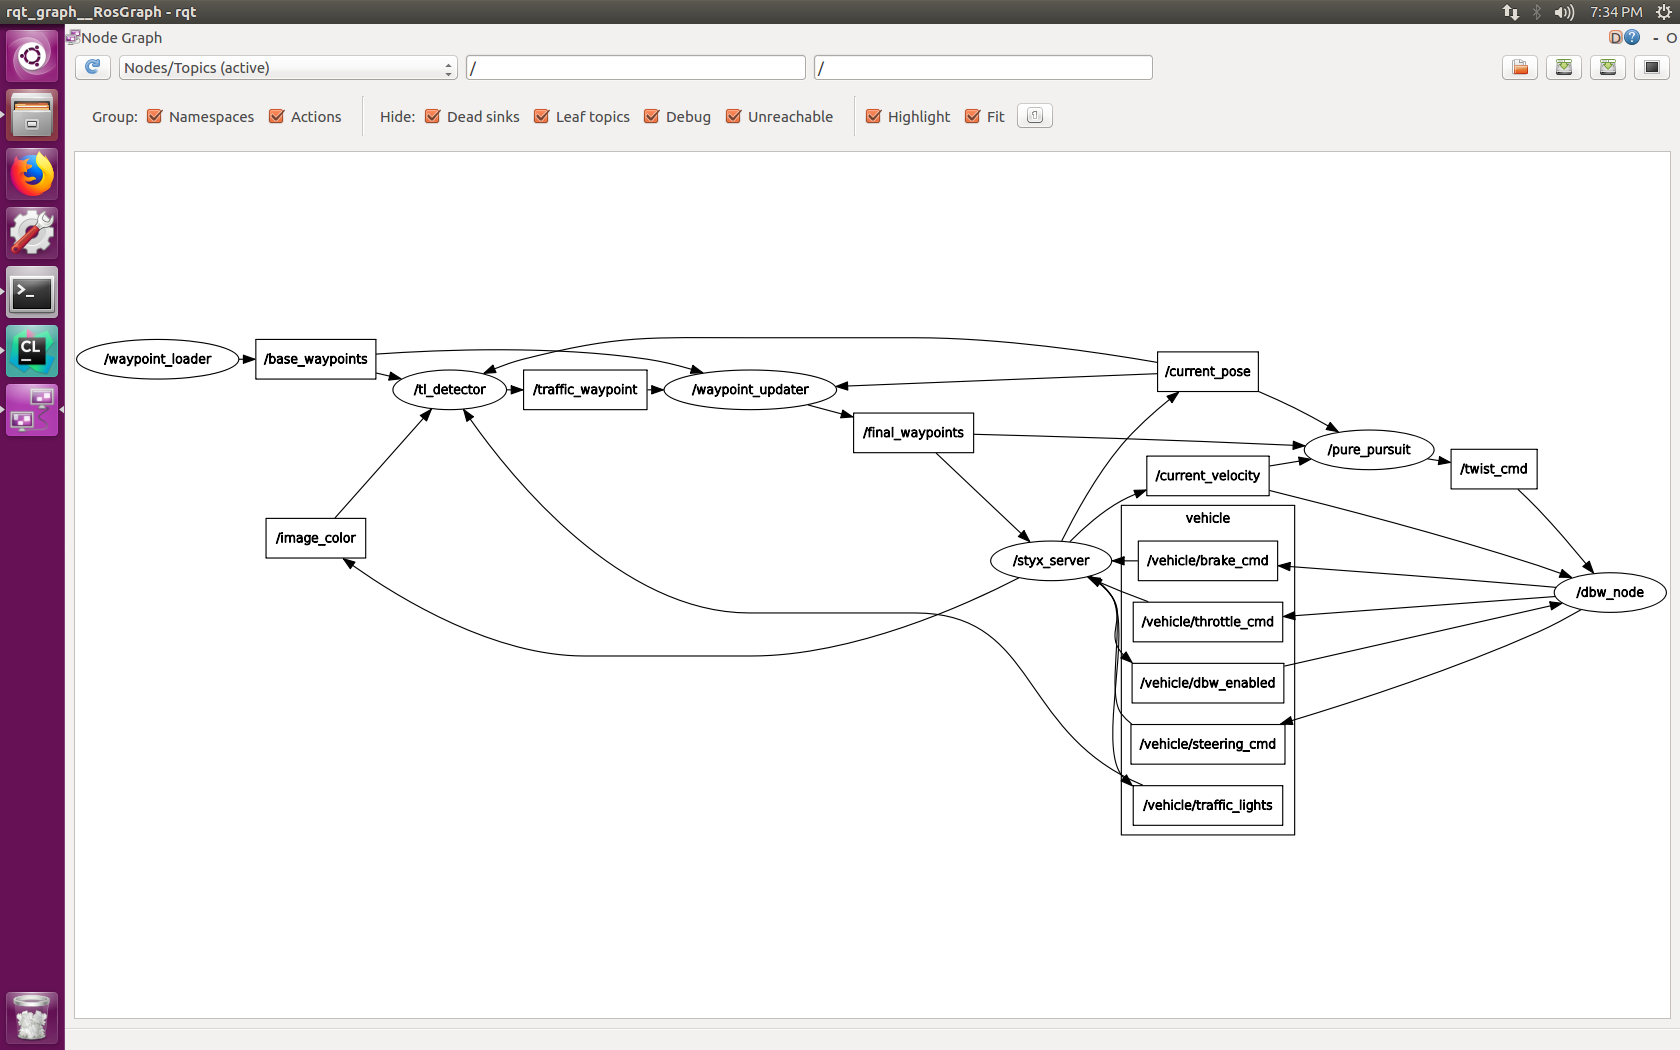 rqt_graph__RosGraph - rqt
7:34 PM
Node Graph
D ? - O
Nodes/Topics (active)
/
/
Group: Namespaces Actions Hide: Dead sinks Leaf topics Debug Unreachable Highlight Fit
/waypoint_loader
/base_waypoints
/tl_detector
/traffic_waypoint
/waypoint_updater
/current_pose
/final_waypoints
/pure_pursuit
/current_velocity
/twist_cmd
vehicle
/image_color
/styx_server
/vehicle/brake_cmd
/dbw_node
/vehicle/throttle_cmd
/vehicle/dbw_enabled
/vehicle/steering_cmd
/vehicle/traffic_lights
>_
CL